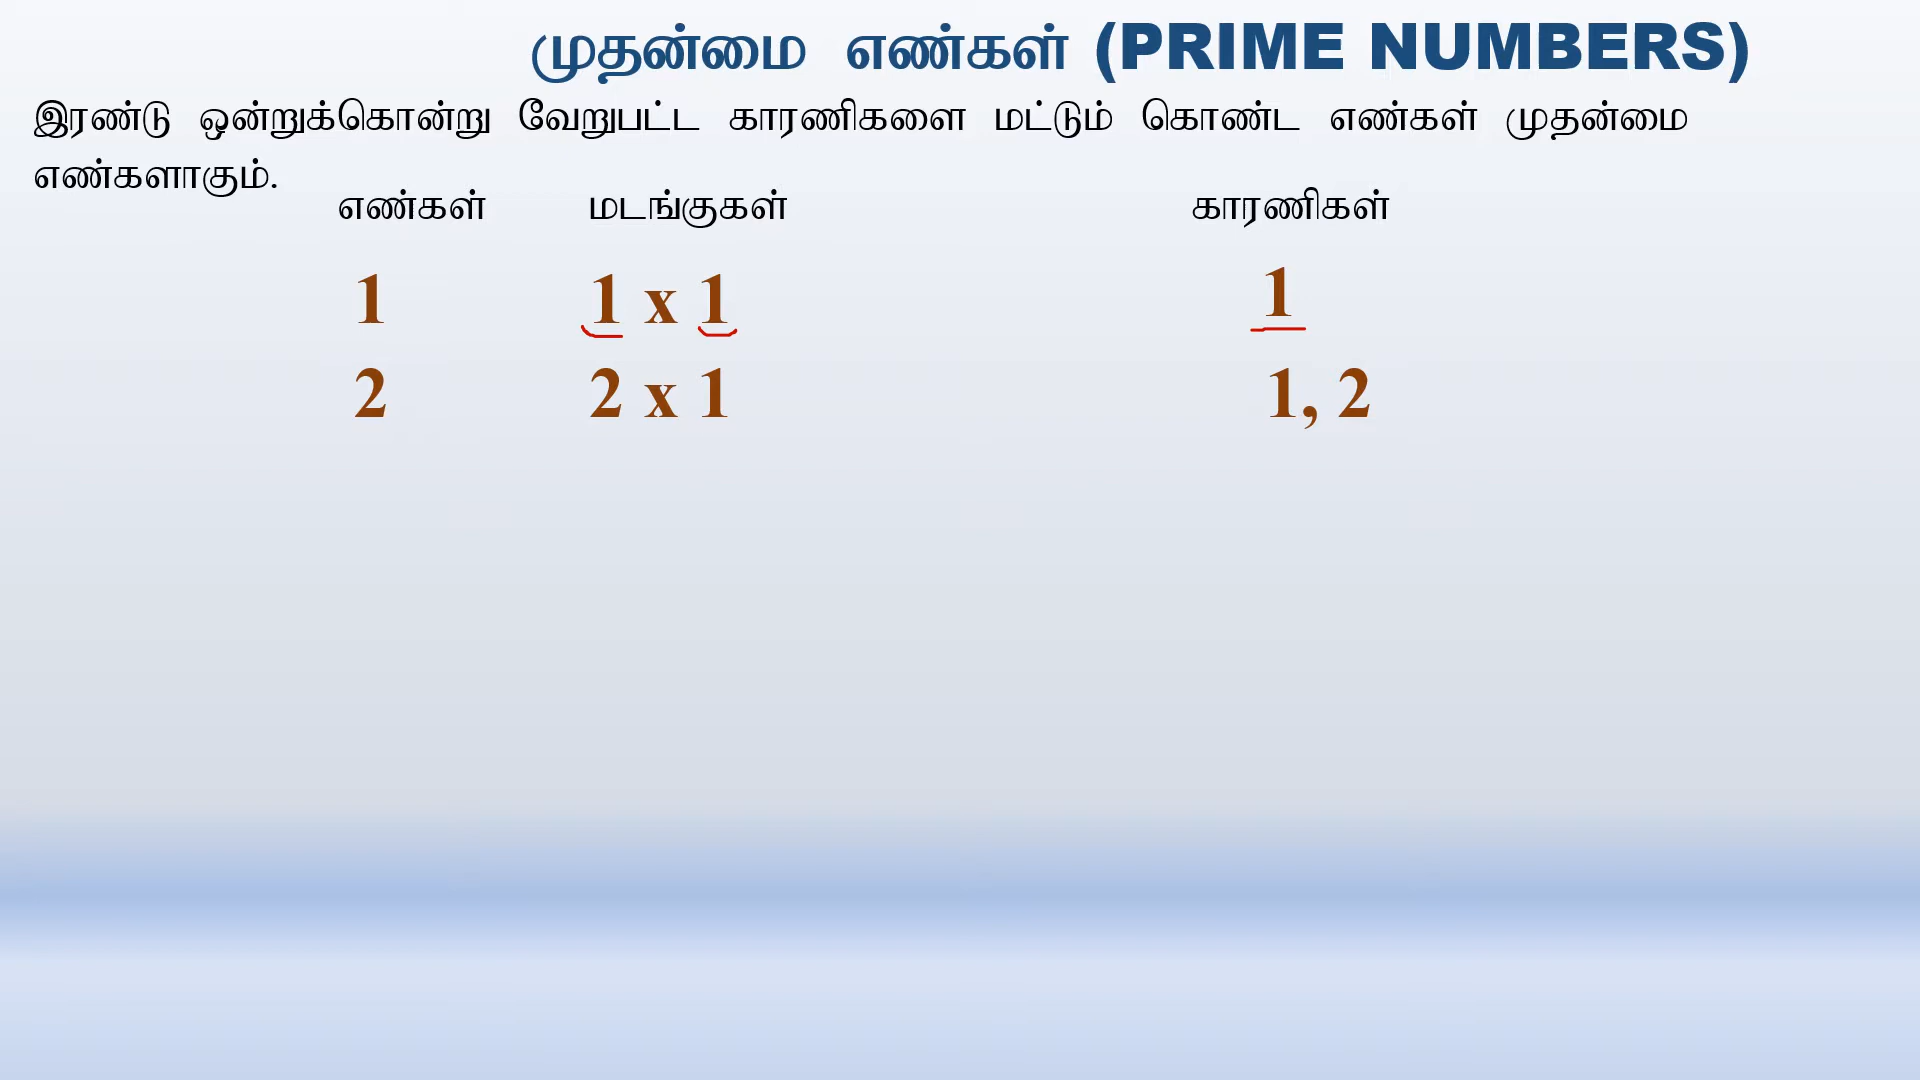 முதன்மை எண்கள் (PRIME NUMBERS)
இரண்டு ஒன்றுக்கொன்று வேறுபட்ட காரணிகளை மட்டும் கொண்ட எண்கள் முதன்மை
எண்களாகும்.
எண்கள் மடங்குகள் காரணிகள்
1 1 x 1 1
2 2 x 1 1, 2